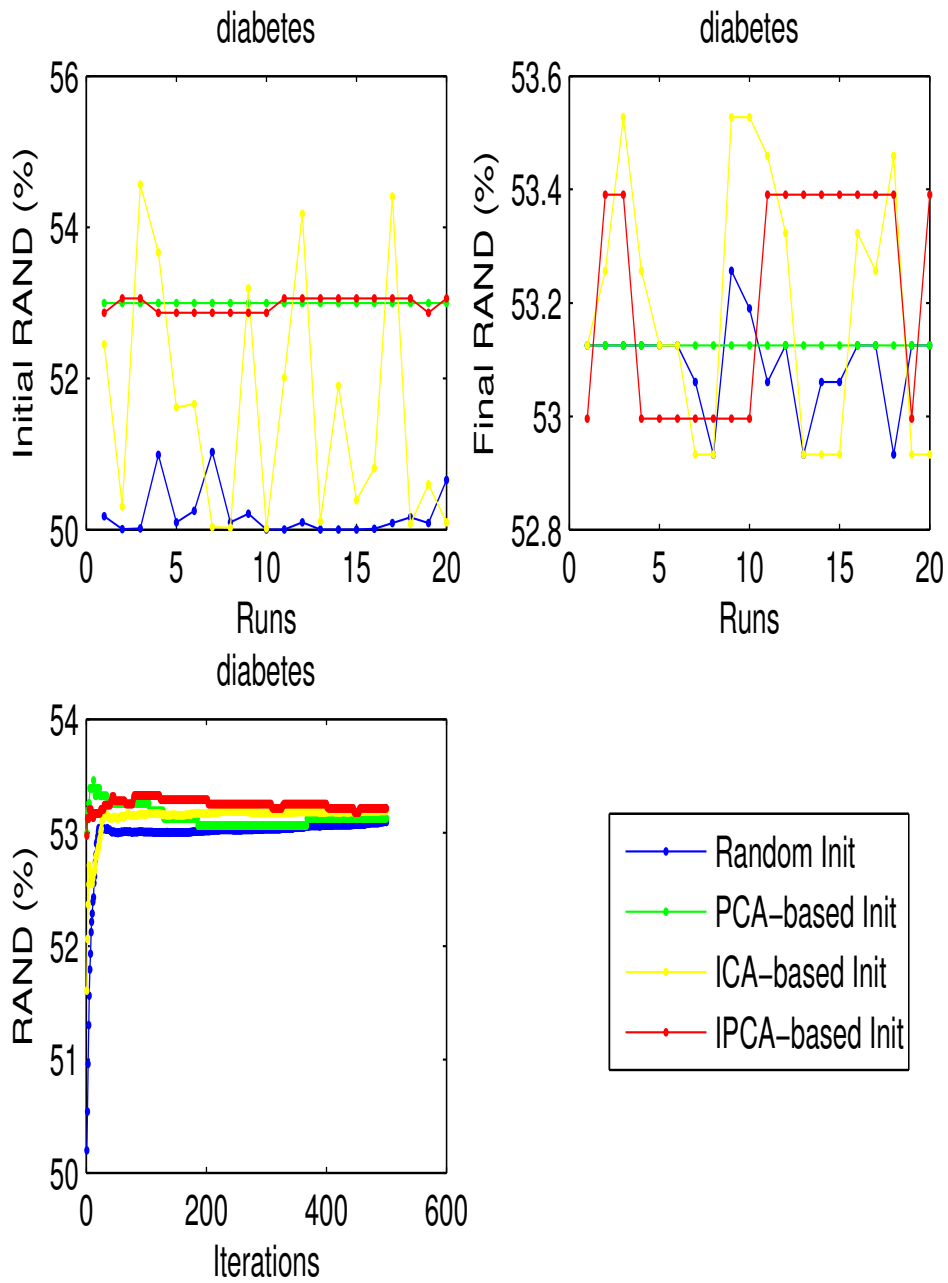 diabetes
56
54
52
50
Initial RAND (%)
0 5 10 15 20
Runs
diabetes
53.6
53.4
53.2
53
52.8
Final RAND (%)
0 5 10 15 20
Runs
diabetes
54
53
52
51
50
RAND (%)
0 200 400 600
Iterations
Random Init
PCA-based Init
ICA-based Init
IPCA-based Init